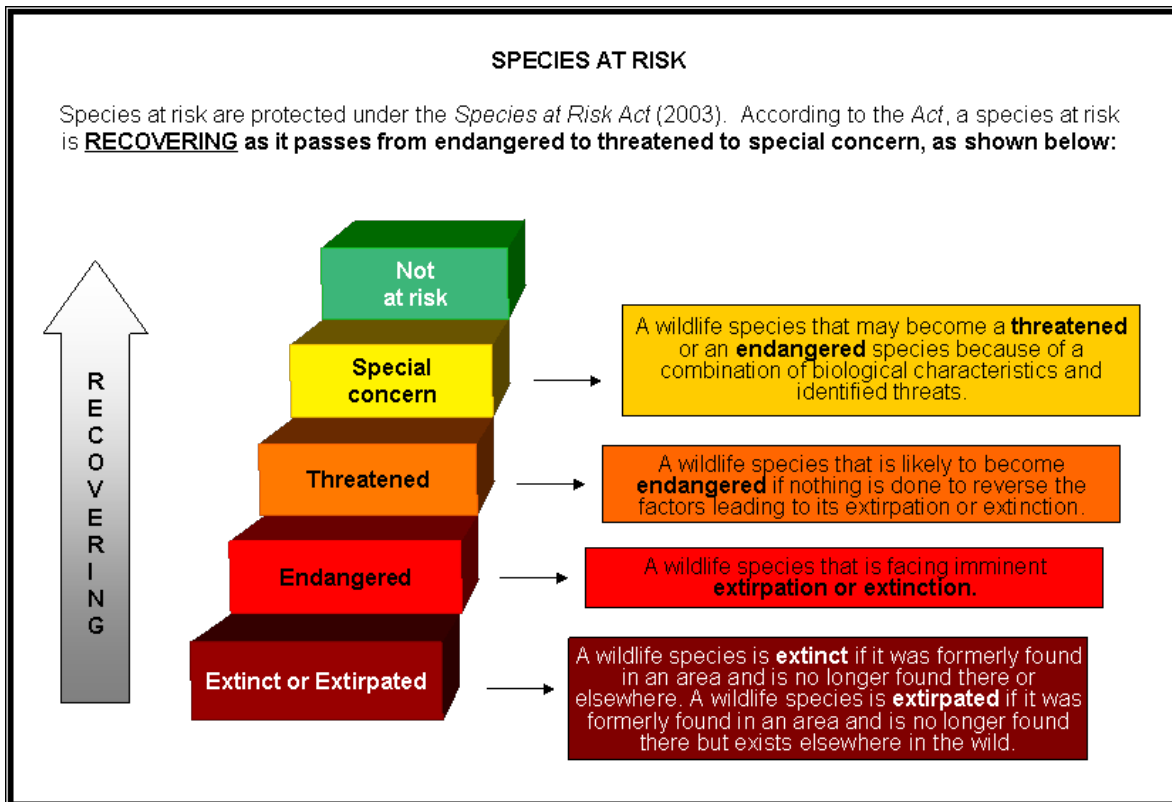 SPECIES AT RISK
Species at risk are protected under the Species at Risk Act (2003). According to the Act, a species at risk
is RECOVERING as it passes from endangered to threatened to special concern, as shown below:
RECOVERING
Not
at risk
Special
concern
A wildlife species that may become a threatened
or an endangered species because of a
combination of biological characteristics and
identified threats.
Threatened
A wildlife species that is likely to become
endangered if nothing is done to reverse the
factors leading to its extirpation or extinction.
Endangered
A wildlife species that is facing imminent
extirpation or extinction.
Extinct or Extirpated
A wildlife species is extinct if it was formerly found
in an area and is no longer found there or
elsewhere. A wildlife species is extirpated if it was
formerly found in an area and is no longer found
there but exists elsewhere in the wild.